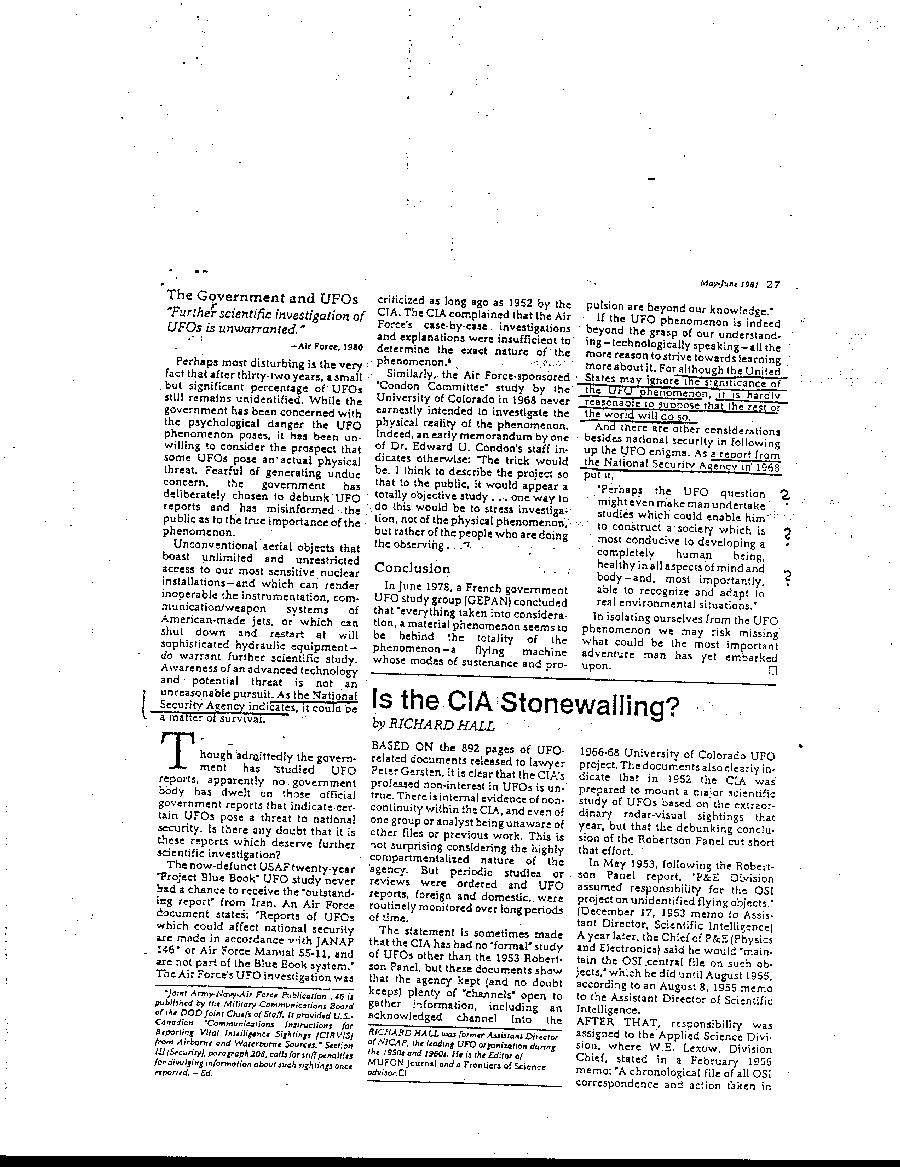 May-June 1981 27
The Government and UFOs
"Further scientific investigation of
UFOs is unwarranted."
—Air Force, 1980
Perhaps most disturbing is the very
fact that after thirty-two years, a small
but significant percentage of UFOs
still remains unidentified. While the
government has been concerned with
the psychological danger the UFO
phenomenon poses, it has been un-
willing to consider the prospect that
some UFOs pose an actual physical
threat. Fearful of generating undue
concern, the government has
deliberately chosen to debunk UFO
reports and has misinformed the
public as to the true importance of the
phenomenon.
Unconventional aerial objects that
boast unlimited and unrestricted
access to our most sensitive nuclear
installations—and which can render
inoperable the instrumentation, com-
munication/weapon systems of
American-made jets, or which can
shut down and restart at will
sophisticated hydraulic equipment—
do warrant further scientific study.
Awareness of an advanced technology
and potential threat is not an
unreasonable pursuit. As the National
Security Agency indicates, it could be
a matter of survival.
Though admittedly the govern-
ment has studied UFO
reports, apparently no government
body has dwelt on those official
government reports that indicate cer-
tain UFOs pose a threat to national
security. Is there any doubt that it is
these reports which deserve further
scientific investigation?
The now-defunct USAF twenty-year
"Project Blue Book" UFO study never
had a chance to receive the "outstand-
ing report" from Iran. An Air Force
document states: "Reports of UFOs
which could affect national security
are made in accordance with JANAP
146* or Air Force Manual 55-11, and
are not part of the Blue Book system."
The Air Force's UFO investigation was
*Joint Army-Navy-Air Force Publication 146 is
published by the Military Communications Board
of the DOD Joint Chiefs of Staff. It provided U.S.-
Canadian "Communications Instructions for
Reporting Vital Intelligence Sightings (CIRVIS)
from Airborne and Waterborne Sources." Section
III (Security), paragraph 208, calls for stiff penalties
for divulging information about such sightings once
reported. — Ed.
criticized as long ago as 1952 by the
CIA. The CIA complained that the Air
Force's case-by-case investigations
and explanations were insufficient to
determine the exact nature of the
phenomenon.
Similarly, the Air Force-sponsored
"Condon Committee" study by the
University of Colorado in 1968 never
earnestly intended to investigate the
physical reality of the phenomenon.
Indeed, an early memorandum by one
of Dr. Edward U. Condon's staff in-
dicates otherwise: "The trick would
be, I think to describe the project so
that to the public, it would appear a
totally objective study . . . one way to
do this would be to stress investiga-
tion, not of the physical phenomenon,
but rather of the people who are doing
the observing . . ."
Conclusion
In June 1978, a French government
UFO study group (GEPAN) concluded
that "everything taken into considera-
tion, a material phenomenon seems to
be behind the totality of the
phenomenon—a flying machine
whose modes of sustenance and pro-
pulsion are beyond our knowledge."
If the UFO phenomenon is indeed
beyond the grasp of our understand-
ing—technologically speaking—all the
more reason to strive towards learning
more about it. For although the United
States may ignore the significance of
the UFO phenomenon, it is hardly
reasonable to suppose that the rest of
the world will do so.
And there are other considerations
besides national security in following
up the UFO enigma. As a report from
the National Security Agency in 1968
put it,
"Perhaps the UFO question ?
might even make man undertake
studies which could enable him
to construct a society which is ?
most conducive to developing a
completely human being,
healthy in all aspects of mind and ?
body—and, most importantly,
able to recognize and adapt to
real environmental situations."
In isolating ourselves from the UFO
phenomenon we may risk missing
what could be the most important
adventure man has yet embarked
upon.
Is the CIA Stonewalling?
by RICHARD HALL
BASED ON the 892 pages of UFO-
related documents released to lawyer
Peter Gersten, it is clear that the CIA's
professed non-interest in UFOs is un-
true. There is internal evidence of non-
continuity within the CIA, and even of
one group or analyst being unaware of
other files or previous work. This is
not surprising considering the highly
compartmentalized nature of the
agency. But periodic studies or
reviews were ordered and UFO
reports, foreign and domestic, were
routinely monitored over long periods
of time.
The statement is sometimes made
that the CIA has had no "formal" study
of UFOs other than the 1953 Robert-
son Panel, but these documents show
that the agency kept (and no doubt
keeps) plenty of "channels" open to
gather information, including an
acknowledged channel into the
RICHARD HALL was former Assistant Director
of NICAP, the leading UFO organization during
the 1950s and 1960s. He is the Editor of
MUFON Journal and a Frontiers of Science
advisor.
1966-68 University of Colorado UFO
project. The documents also clearly in-
dicate that in 1952 the CIA was
prepared to mount a major scientific
study of UFOs based on the extraor-
dinary radar-visual sightings that
year, but that the debunking conclu-
sion of the Robertson Panel cut short
that effort.
In May 1953, following the Robert-
son Panel report, "P&E Division
assumed responsibility for the OSI
project on unidentified flying objects."
(December 17, 1953 memo to Assis-
tant Director, Scientific Intelligence)
A year later, the Chief of P&E (Physics
and Electronics) said he would "main-
tain the OSI central file on such ob-
jects," which he did until August 1955,
according to an August 8, 1955 memo
to the Assistant Director of Scientific
Intelligence.
AFTER THAT, responsibility was
assigned to the Applied Science Divi-
sion, where W.E. Lexow, Division
Chief, stated in a February 1956
memo: "A chronological file of all OSI
correspondence and action taken in